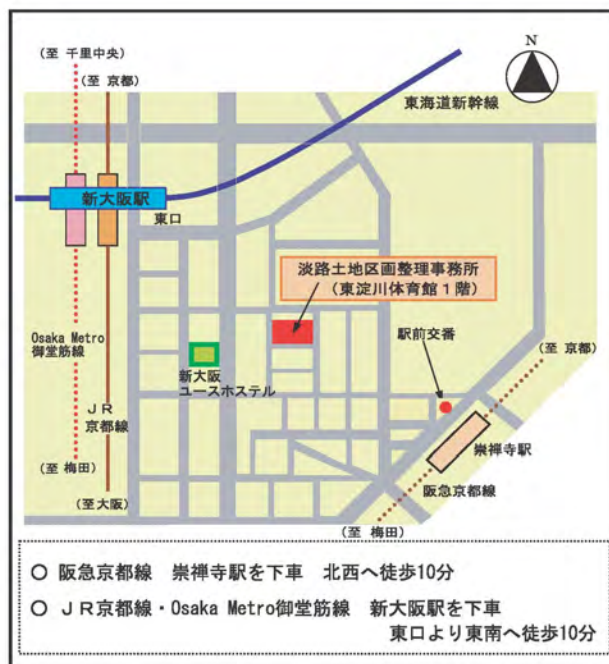 (至 千里中央)
(至 京都)
N
東海道新幹線
新大阪駅
東口
淡路土地区画整理事務所
(東淀川体育館1階)
駅前交番
(至 京都)
Osaka Metro
御堂筋線
新大阪
ユースホステル
JR
京都線
崇禅寺駅
(至 梅田)
阪急京都線
(至大阪)
(至 梅田)
○ 阪急京都線 崇禅寺駅を下車 北西へ徒歩10分
○ JR京都線・Osaka Metro御堂筋線 新大阪駅を下車
東口より東南へ徒歩10分